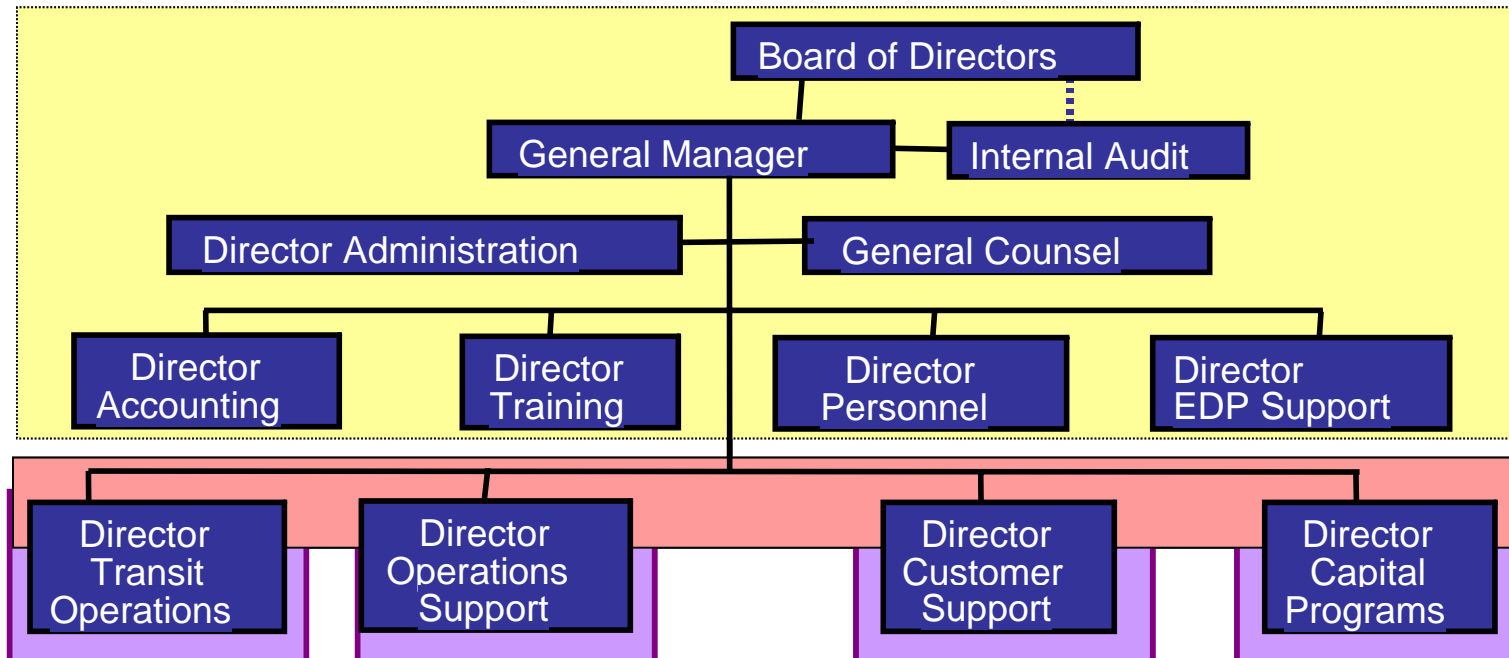 Board of Directors
General Manager
Internal Audit
Director Administration
General Counsel
Director
Accounting
Director
Training
Director
Personnel
Director
EDP Support
Director
Transit
Operations
Director
Operations
Support
Director
Customer
Support
Director
Capital
Programs